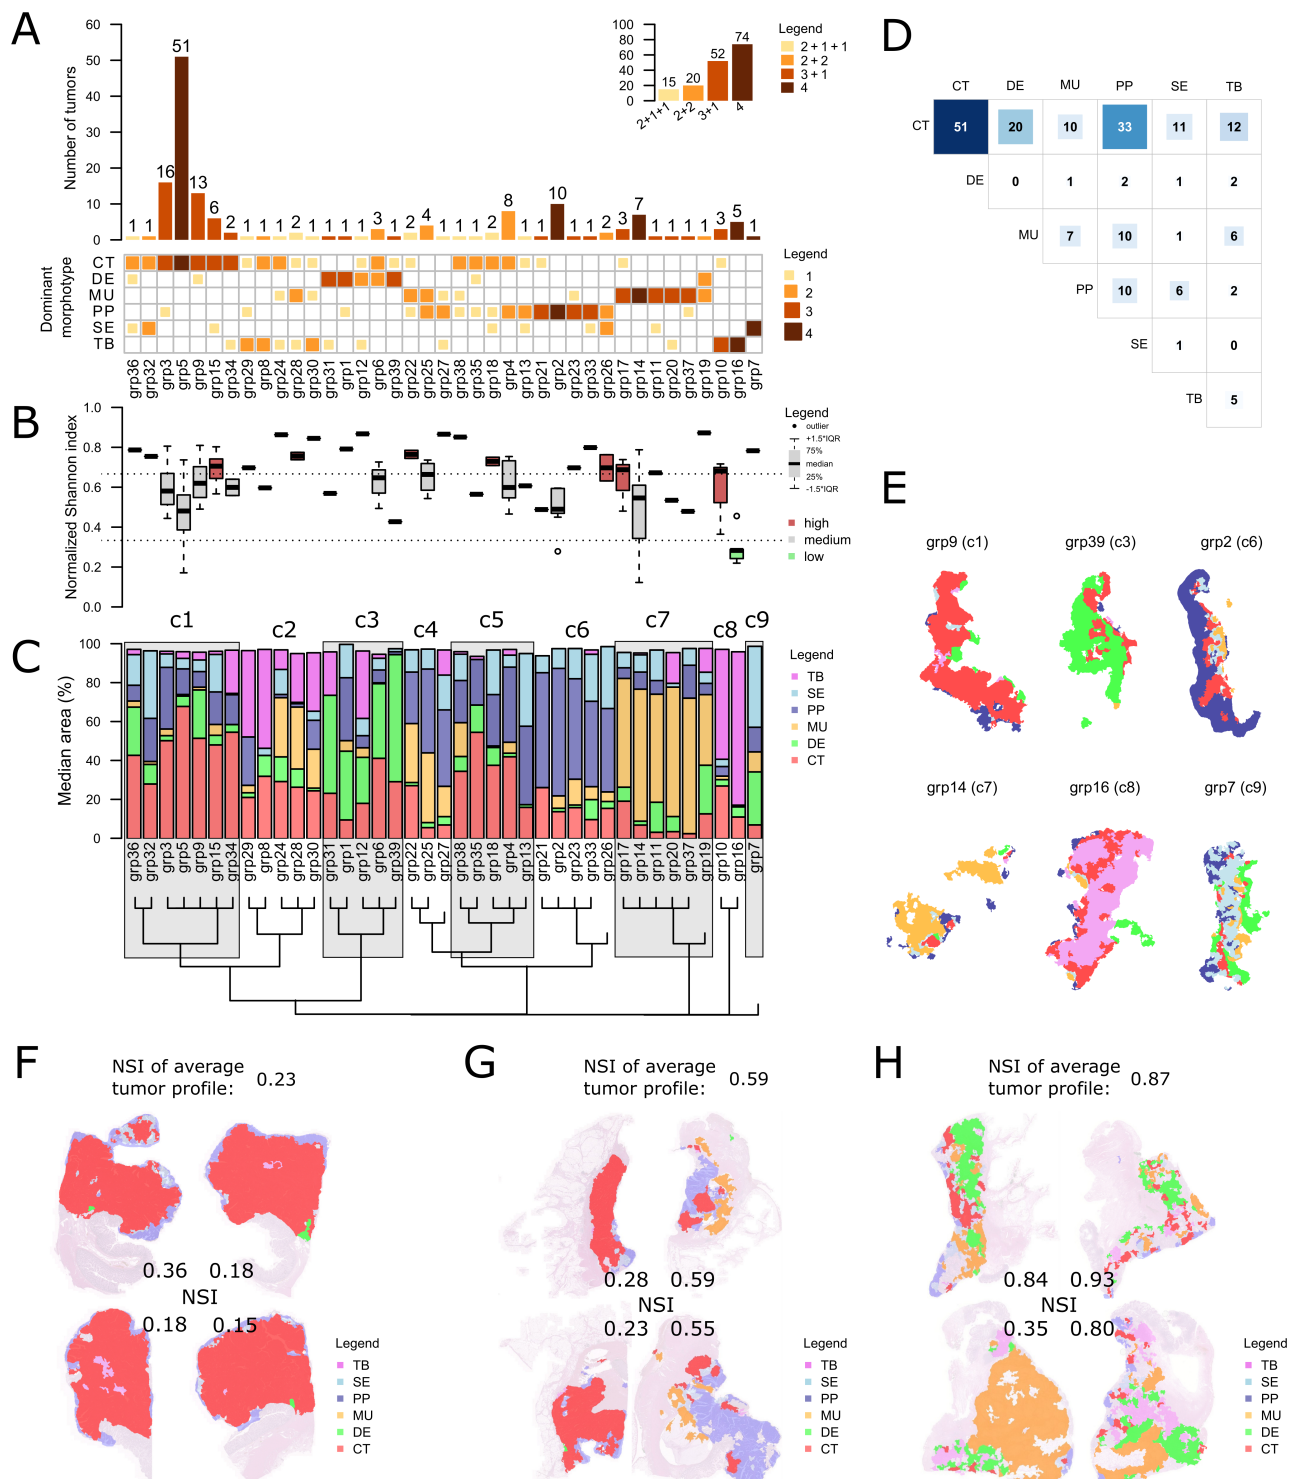 A
Number of tumors
60
50
40
30
20
10
0
1 1 16 51 13 6 2 1 1 1 2 1 1 1 1 3 1 2 4 1 1 1 2 8 1 1 10 1 1 2 3 7 1 1 1 1 3 5 1
100
80
60
40
20
0
15 20 52 74
2+1+1 2+2 3+1 4
Legend
2 + 1 + 1
2 + 2
3 + 1
4
Dominant
morphotype
CT
DE
MU
PP
SE
TB
Legend
1
2
3
4
grp36 grp32 grp3 grp5 grp9 grp15 grp34 grp29 grp8 grp24 grp28 grp30 grp31 grp1 grp12 grp6 grp39 grp22 grp25 grp27 grp38 grp35 grp18 grp4 grp13 grp21 grp2 grp23 grp33 grp26 grp17 grp14 grp11 grp20 grp37 grp19 grp10 grp16 grp7
B
Normalized Shannon index
1.0
0.8
0.6
0.4
0.2
0.0
Legend
outlier
+1.5*IQR
75%
median
25%
-1.5*IQR
high
medium
low
C
c1 c2 c3 c4 c5 c6 c7 c8 c9
Median area (%)
100
80
60
40
20
0
Legend
TB
SE
PP
MU
DE
CT
grp36 grp32 grp3 grp5 grp9 grp15 grp34 grp29 grp8 grp24 grp28 grp30 grp31 grp1 grp12 grp6 grp39 grp22 grp25 grp27 grp38 grp35 grp18 grp4 grp13 grp21 grp2 grp23 grp33 grp26 grp17 grp14 grp11 grp20 grp37 grp19 grp10 grp16 grp7
D
CT DE MU PP SE TB
CT 51 20 10 33 11 12
DE 0 1 2 1 2
MU 7 10 1 6
PP 10 6 2
SE 1 0
TB 5
E
grp9 (c1) grp39 (c3) grp2 (c6)
grp14 (c7) grp16 (c8) grp7 (c9)
F
NSI of average
tumor profile: 0.23
0.36 0.18
NSI
0.18 0.15
Legend
TB
SE
PP
MU
DE
CT
G
NSI of average
tumor profile: 0.59
0.28 0.59
NSI
0.23 0.55
Legend
TB
SE
PP
MU
DE
CT
H
NSI of average
tumor profile: 0.87
0.84 0.93
NSI
0.35 0.80
Legend
TB
SE
PP
MU
DE
CT